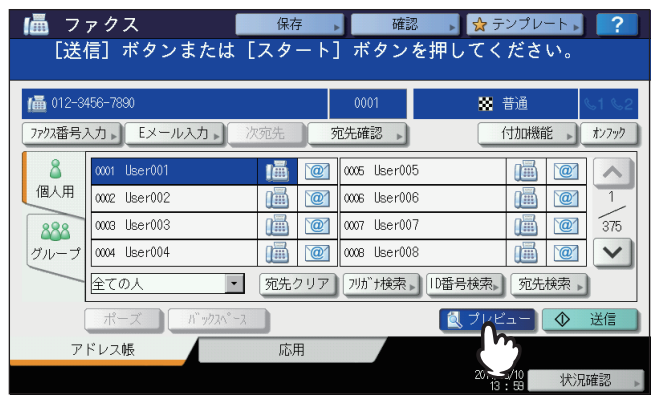 ファクス 保存 確認 テンプレート ?
[送信] ボタンまたは [スタート] ボタンを押してください。
012-3456-7890 0001 普通 1 2
ファクス番号入力 Eメール入力 次宛先 宛先確認 付加機能 オンフック
個人用
グループ
0001 User001 0005 User005
0002 User002 0006 User006
0003 User003 0007 User007
0004 User004 0008 User008
1
375
全ての人 宛先クリア フリガナ検索 ID番号検索 宛先検索
ポーズ バックスペース プレビュー 送信
アドレス帳 応用
13:59 状況確認